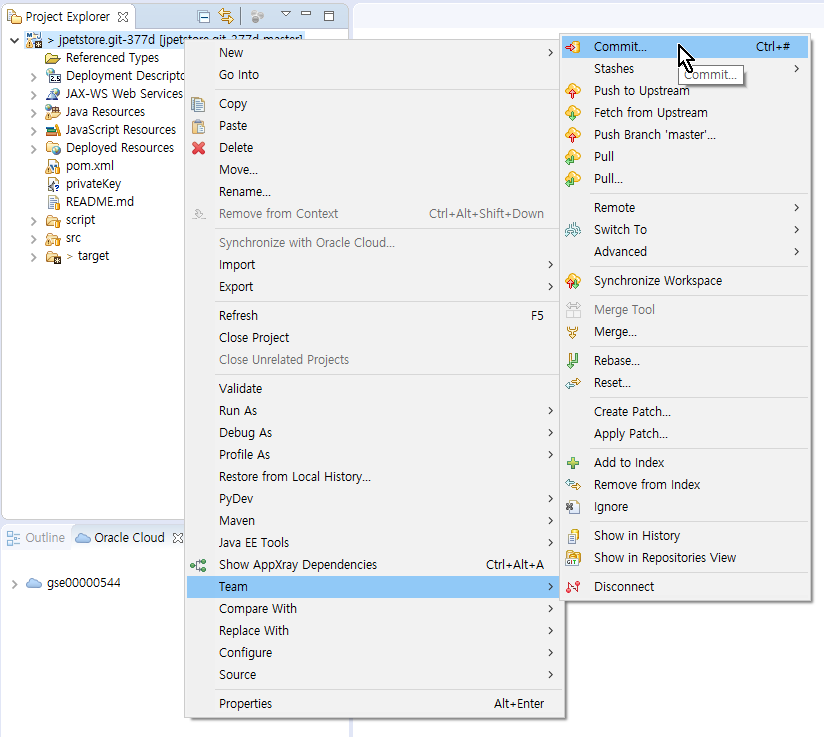 Project Explorer
> jpetstore.git-377d [jpetstore.git-377d master]
Referenced Types
Deployment Descripto
JAX-WS Web Services
Java Resources
JavaScript Resources
Deployed Resources
pom.xml
privateKey
README.md
script
src
> target
Outline
Oracle Cloud
gse00000544
New
Go Into
Copy
Paste
Delete
Move...
Rename...
Remove from Context Ctrl+Alt+Shift+Down
Synchronize with Oracle Cloud...
Import
Export
Refresh F5
Close Project
Close Unrelated Projects
Validate
Run As
Debug As
Profile As
Restore from Local History...
PyDev
Maven
Java EE Tools
Show AppXray Dependencies Ctrl+Alt+A
Team
Compare With
Replace With
Configure
Source
Properties Alt+Enter
Commit... Ctrl+#
Stashes
Commit...
Push to Upstream
Fetch from Upstream
Push Branch 'master'...
Pull
Pull...
Remote
Switch To
Advanced
Synchronize Workspace
Merge Tool
Merge...
Rebase...
Reset...
Create Patch...
Apply Patch...
Add to Index
Remove from Index
Ignore
Show in History
GIT Show in Repositories View
Disconnect